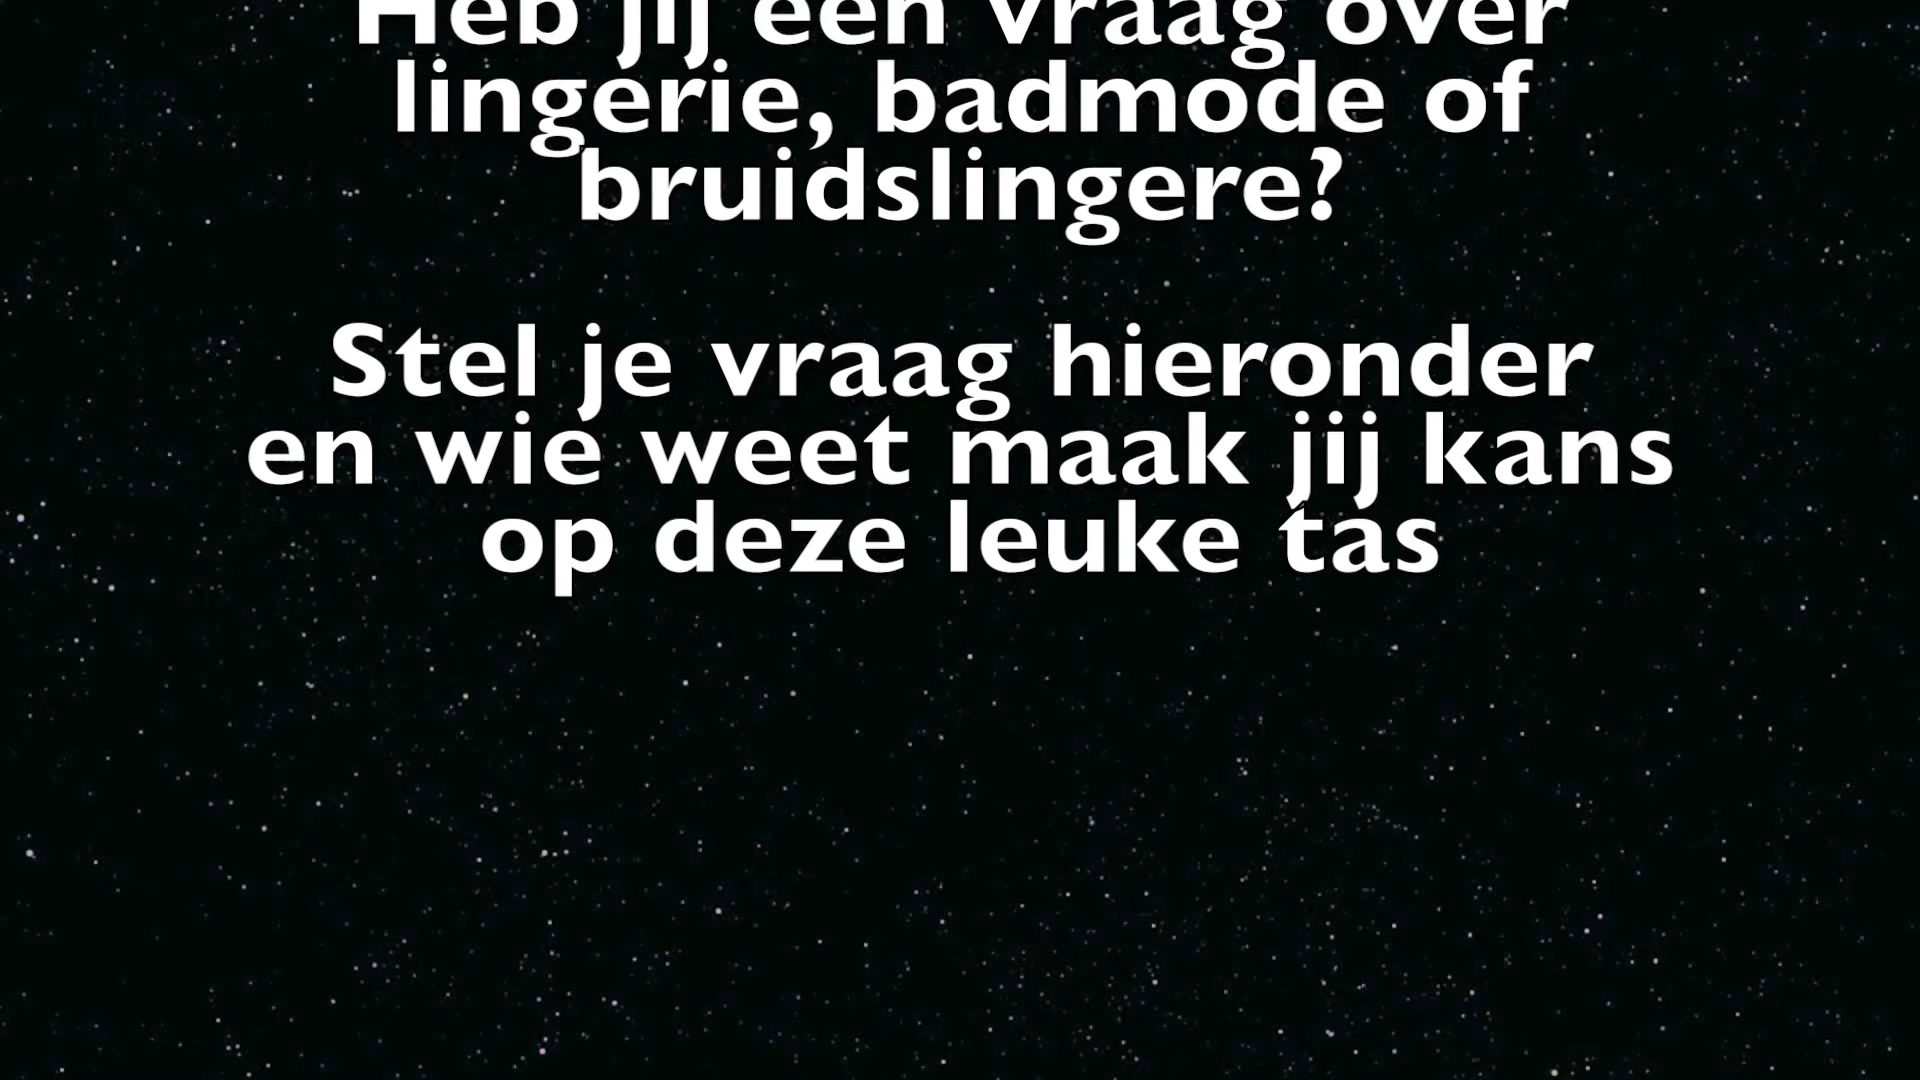 Heb jij een vraag over
lingerie, badmode of
bruidslingere?
Stel je vraag hieronder
en wie weet maak jij kans
op deze leuke tas